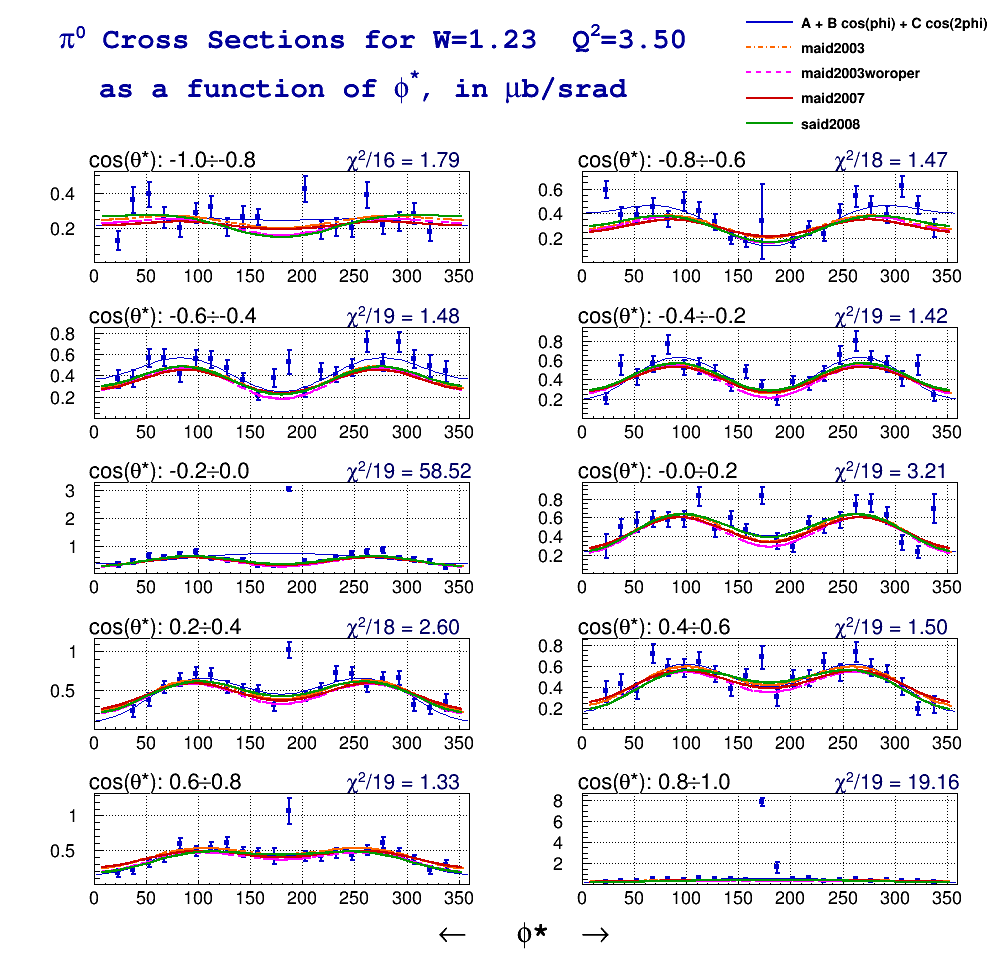 π⁰ Cross Sections for W=1.23 Q²=3.50
as a function of ϕ*, in μb/srad
A + B cos(phi) + C cos(2phi)
maid2003
maid2003woroper
maid2007
said2008
cos(θ*): -1.0÷-0.8 χ²/16 = 1.79
0.4
0.2
0 50 100 150 200 250 300 350
cos(θ*): -0.8÷-0.6 χ²/18 = 1.47
0.6
0.4
0.2
0 50 100 150 200 250 300 350
cos(θ*): -0.6÷-0.4 χ²/19 = 1.48
0.8
0.6
0.4
0.2
0 50 100 150 200 250 300 350
cos(θ*): -0.4÷-0.2 χ²/19 = 1.42
0.8
0.6
0.4
0.2
0 50 100 150 200 250 300 350
cos(θ*): -0.2÷0.0 χ²/19 = 58.52
3
2
1
0 50 100 150 200 250 300 350
cos(θ*): -0.0÷0.2 χ²/19 = 3.21
0.8
0.6
0.4
0.2
0 50 100 150 200 250 300 350
cos(θ*): 0.2÷0.4 χ²/18 = 2.60
1
0.5
0 50 100 150 200 250 300 350
cos(θ*): 0.4÷0.6 χ²/19 = 1.50
0.8
0.6
0.4
0.2
0 50 100 150 200 250 300 350
cos(θ*): 0.6÷0.8 χ²/19 = 1.33
1
0.5
0 50 100 150 200 250 300 350
cos(θ*): 0.8÷1.0 χ²/19 = 19.16
8
6
4
2
0 50 100 150 200 250 300 350
← ϕ* →